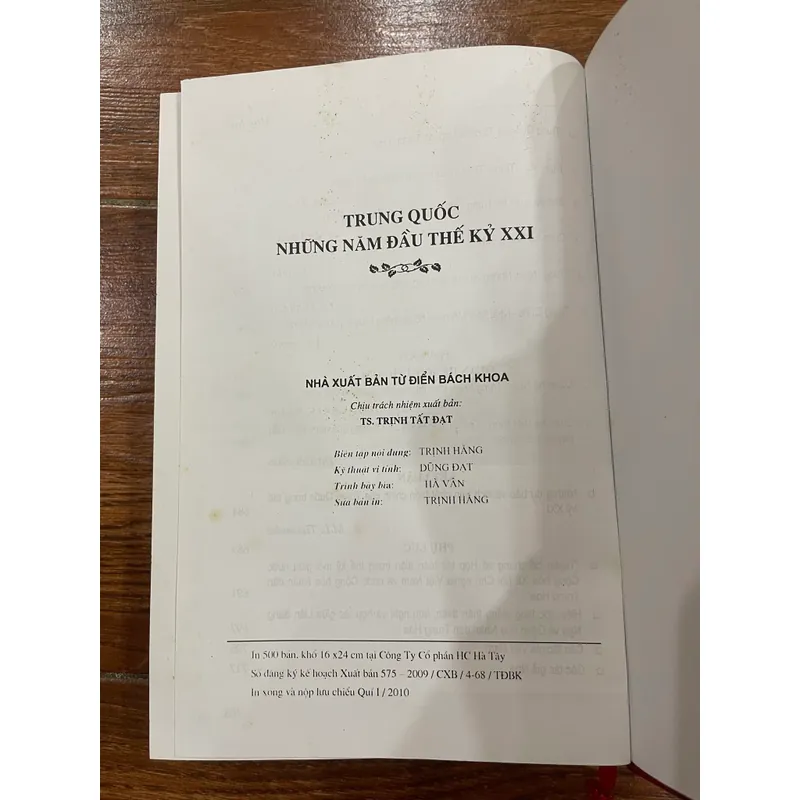 TRUNG QUỐC
NHỮNG NĂM ĐẦU THẾ KỶ XXI
NHÀ XUẤT BẢN TỪ ĐIỂN BÁCH KHOA
Chịu trách nhiệm xuất bản:
TS. TRỊNH TẤT ĐẠT
Biên tập nội dung: TRỊNH HẰNG
Kỹ thuật vi tính: DŨNG ĐẠT
Trình bày bìa: HÀ VÂN
Sửa bản in: TRỊNH HẰNG
In 500 bản, khổ 16 x24 cm tại Công Ty Cổ phần HC Hà Tây
Số đăng ký kế hoạch Xuất bản 575 – 2009 / CXB / 4-68 / TĐBK
In xong và nộp lưu chiểu Quí I / 2010